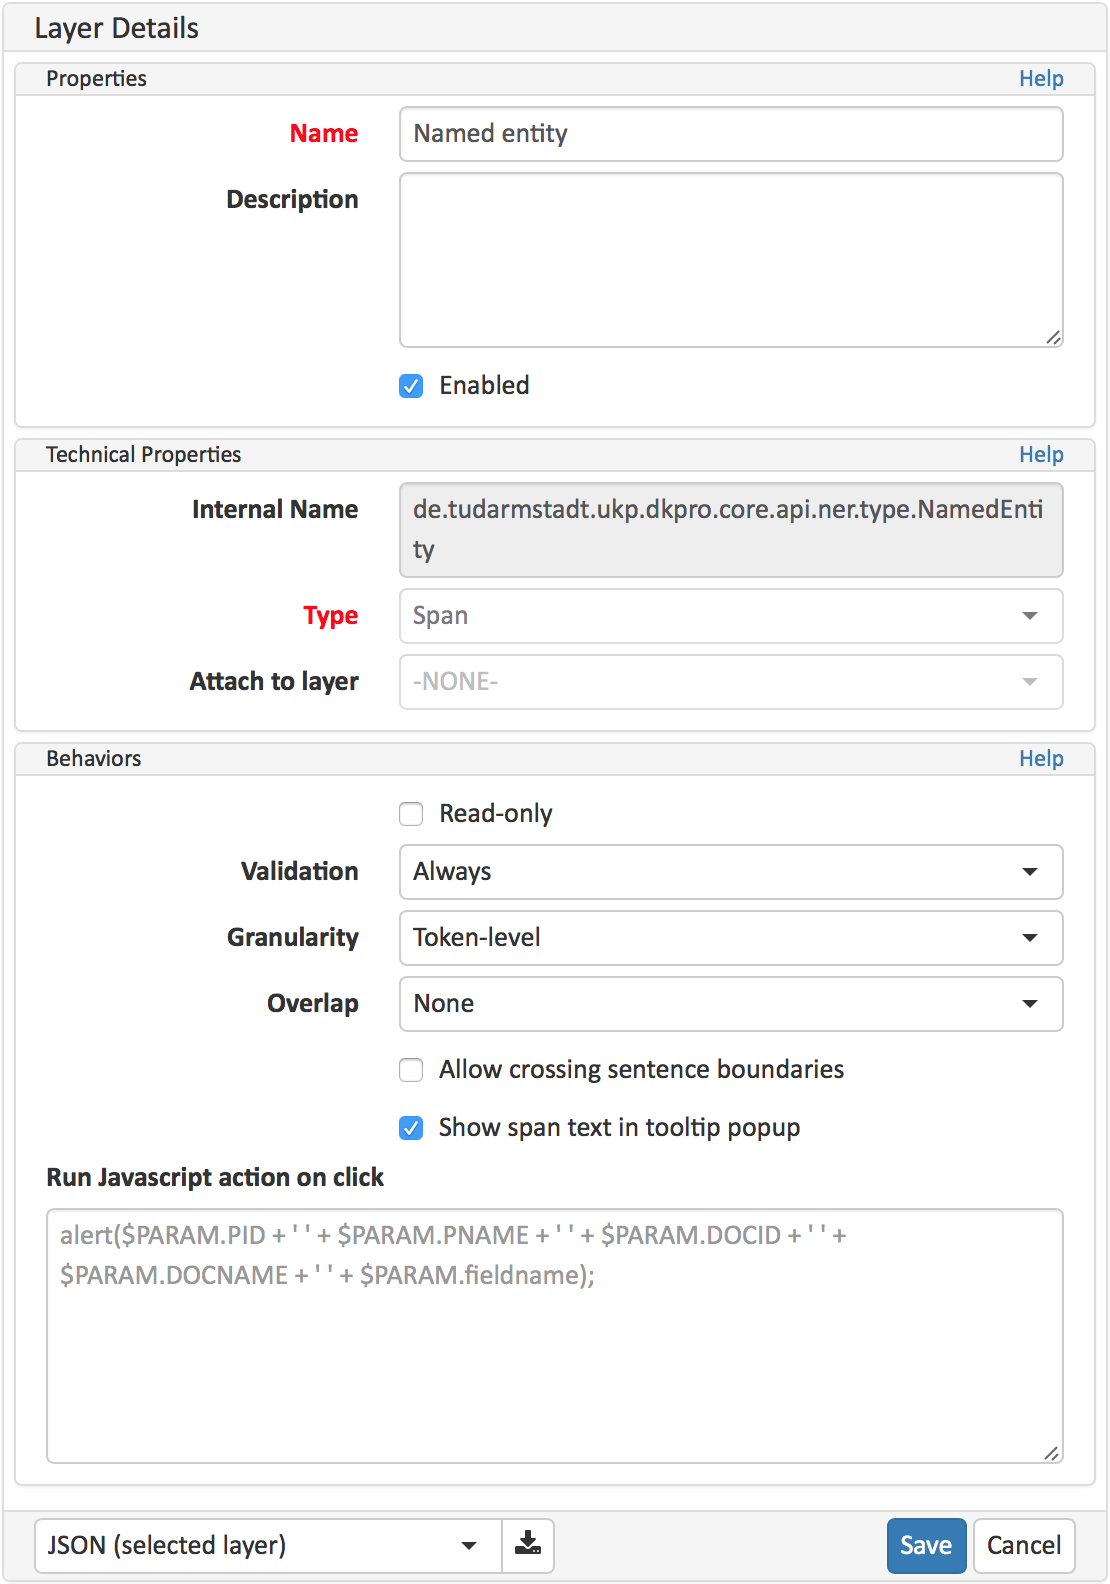 Layer Details
Properties Help
Name Named entity
Description
Enabled
Technical Properties Help
Internal Name de.tudarmstadt.ukp.dkpro.core.api.ner.type.NamedEnti
ty
Type Span
Attach to layer -NONE-
Behaviors Help
Read-only
Validation Always
Granularity Token-level
Overlap None
Allow crossing sentence boundaries
Show span text in tooltip popup
Run Javascript action on click
alert($PARAM.PID + ' ' + $PARAM.PNAME + ' ' + $PARAM.DOCID + ' ' +
$PARAM.DOCNAME + ' ' + $PARAM.fieldname);
JSON (selected layer) Save Cancel